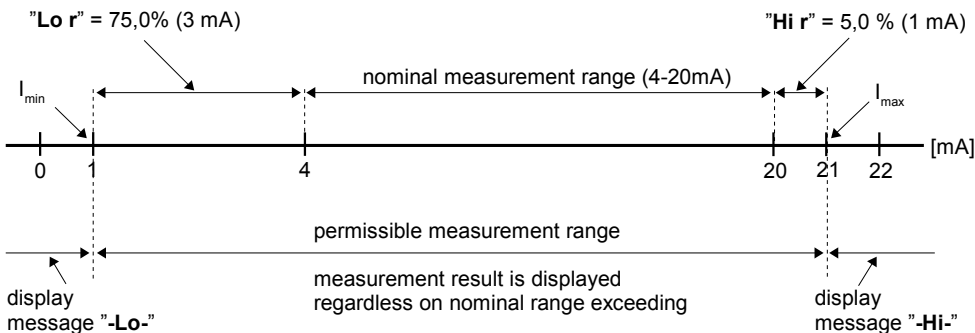 "Lo r" = 75,0% (3 mA)
"Hi r" = 5,0 % (1 mA)
nominal measurement range (4-20mA)
Imin
Imax
0 1 4 20 21 22 [mA]
permissible measurement range
measurement result is displayed
regardless on nominal range exceeding
display
message "-Lo-"
display
message "-Hi-"